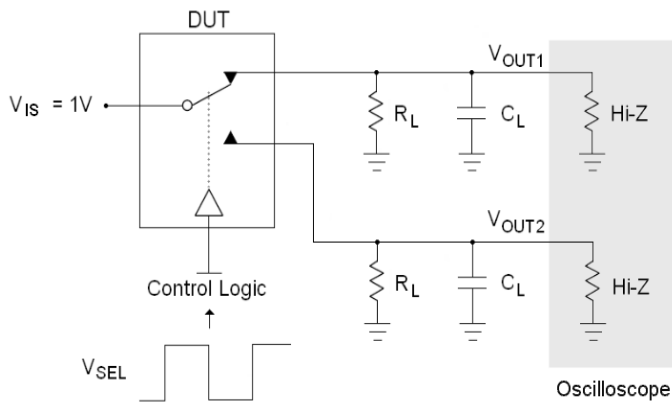 DUT
V_IS = 1V
V_OUT1
R_L
C_L
Hi-Z
V_OUT2
R_L
C_L
Hi-Z
Control Logic
V_SEL
Oscilloscope